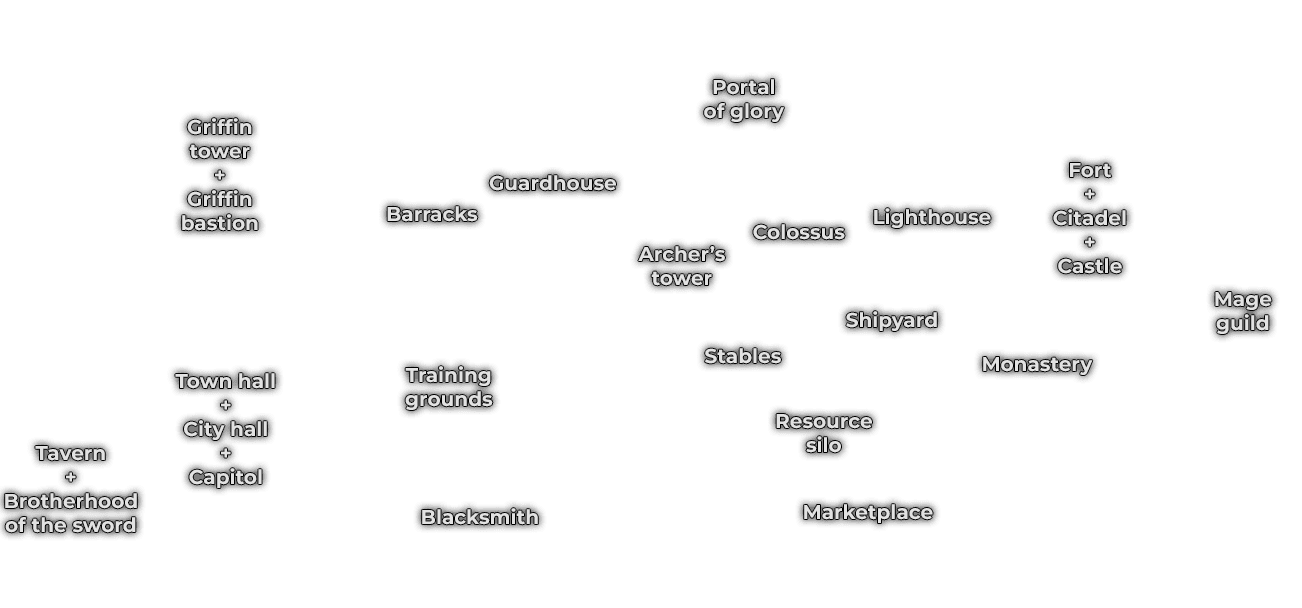 Portal
of glory
Griffin
tower
+
Griffin
bastion
Guardhouse
Barracks
Fort
+
Citadel
+
Castle
Lighthouse
Colossus
Archer's
tower
Mage
guild
Shipyard
Stables
Monastery
Training
grounds
Town hall
+
City hall
+
Capitol
Resource
silo
Tavern
+
Brotherhood
of the sword
Blacksmith
Marketplace